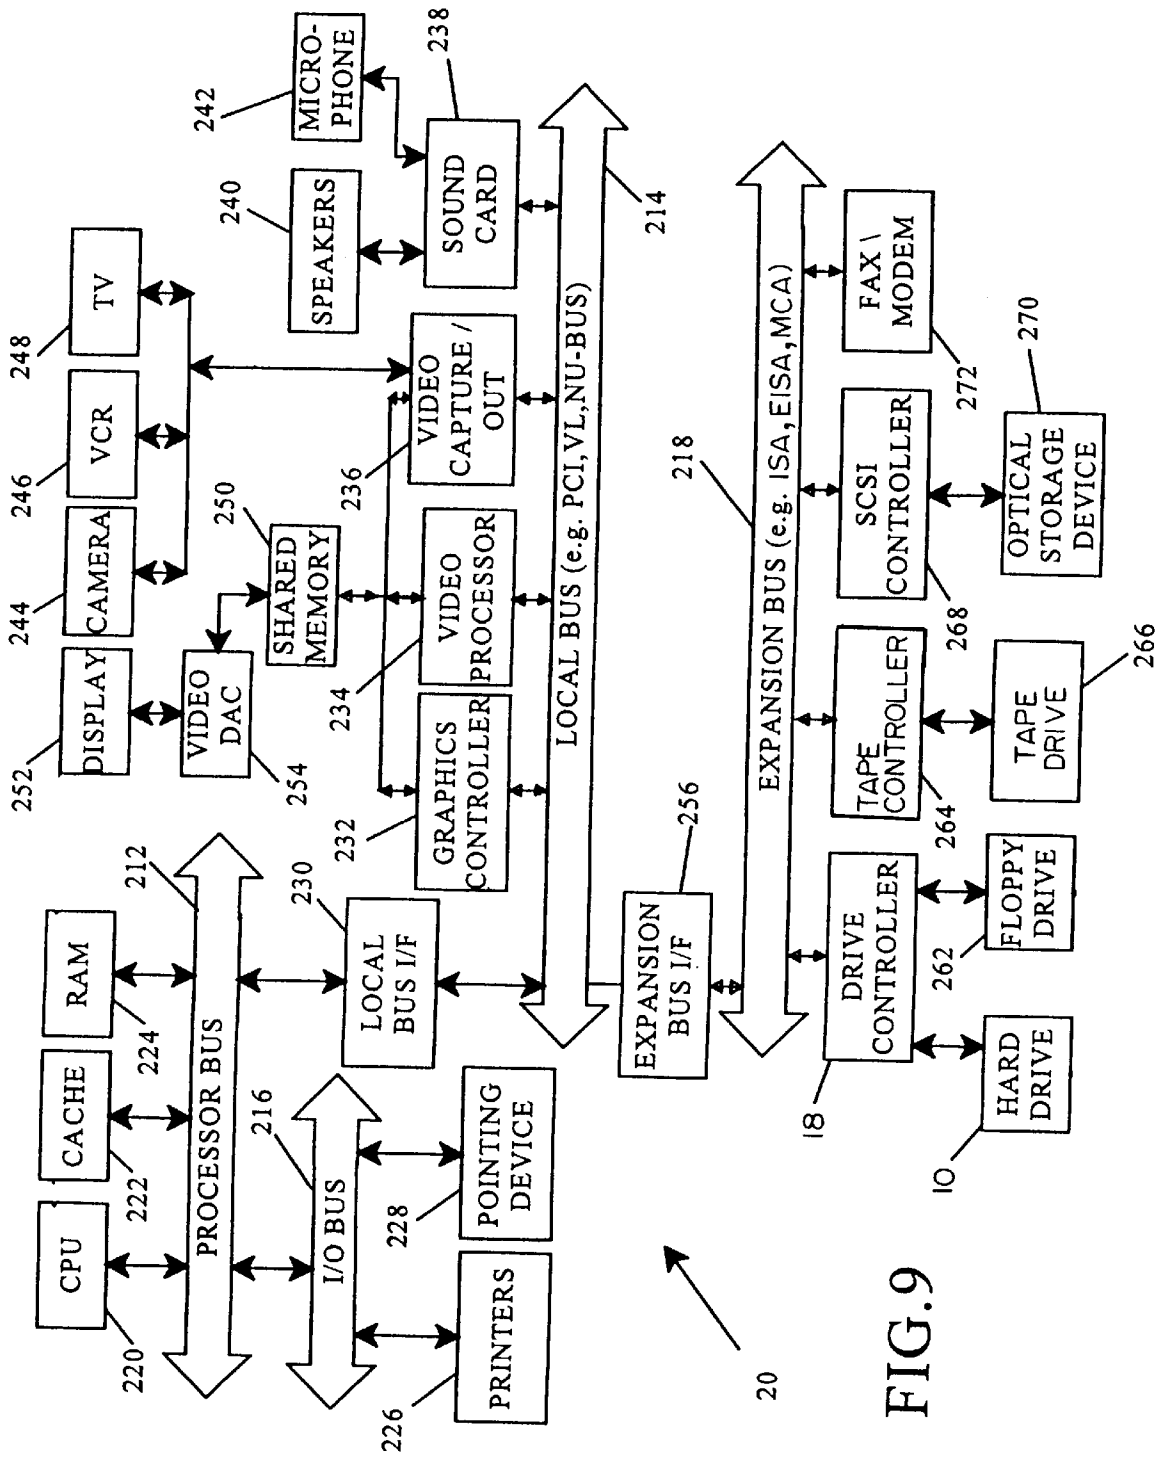 220
222
224
212
252
244
246
248
CPU
CACHE
RAM
DISPLAY
CAMERA
VCR
TV
PROCESSOR BUS
VIDEO
DAC
254
250
240
242
216
230
SHARED
MEMORY
SPEAKERS
MICRO-
PHONE
I/O BUS
LOCAL
BUS I/F
226
228
232
234
236
238
GRAPHICS
CONTROLLER
VIDEO
PROCESSOR
VIDEO
CAPTURE /
OUT
SOUND
CARD
PRINTERS
POINTING
DEVICE
LOCAL BUS (e.g. PCI,VL,NU-BUS)
214
EXPANSION
BUS I/F
256
218
EXPANSION BUS (e.g. ISA,EISA,MCA)
20
18
DRIVE
CONTROLLER
TAPE
CONTROLLER
SCSI
CONTROLLER
FAX \
MODEM
10
262
264
268
272
HARD
DRIVE
FLOPPY
DRIVE
TAPE
DRIVE
OPTICAL
STORAGE
DEVICE
266
270
FIG.9